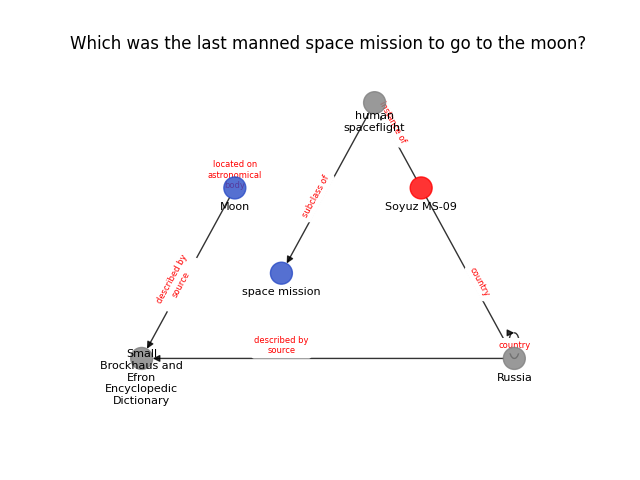 Which was the last manned space mission to go to the moon?
human
spaceflight
instance of
located on
astronomical
body
Moon
subclass of
Soyuz MS-09
described by
source
space mission
country
described by
source
country
Small
Brockhaus and
Efron
Encyclopedic
Dictionary
Russia